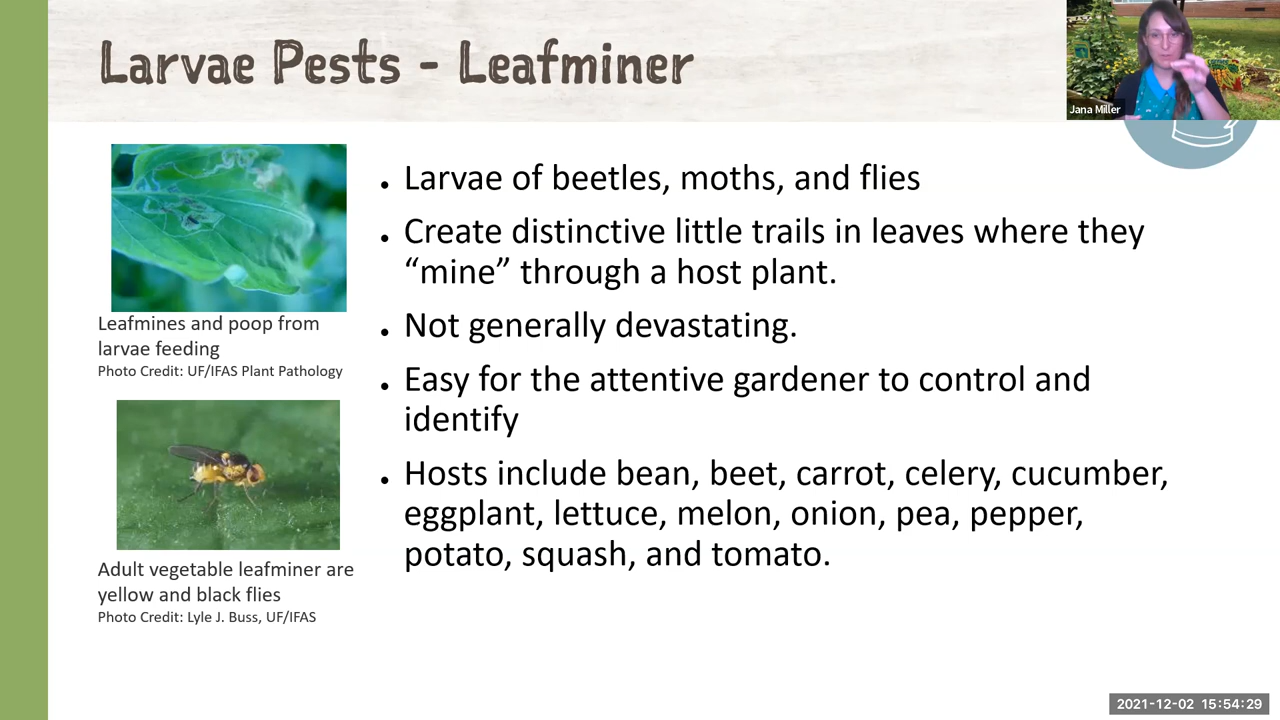 Larvae Pests - Leafminer
Jana Miller
Leafmines and poop from
larvae feeding
Photo Credit: UF/IFAS Plant Pathology
Adult vegetable leafminer are
yellow and black flies
Photo Credit: Lyle J. Buss, UF/IFAS
• Larvae of beetles, moths, and flies
• Create distinctive little trails in leaves where they
“mine” through a host plant.
• Not generally devastating.
• Easy for the attentive gardener to control and
identify
• Hosts include bean, beet, carrot, celery, cucumber,
eggplant, lettuce, melon, onion, pea, pepper,
potato, squash, and tomato.
2021-12-02 15:54:29